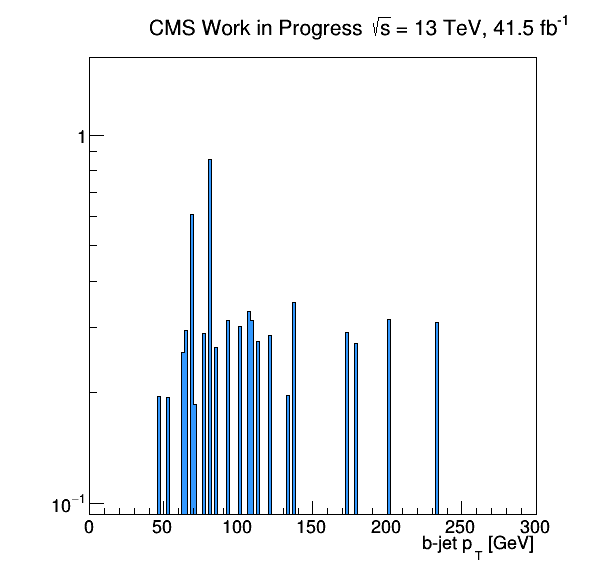 CMS Work in Progress √s = 13 TeV, 41.5 fb⁻¹
1
10⁻¹
0 50 100 150 200 250 300
b-jet p_T [GeV]